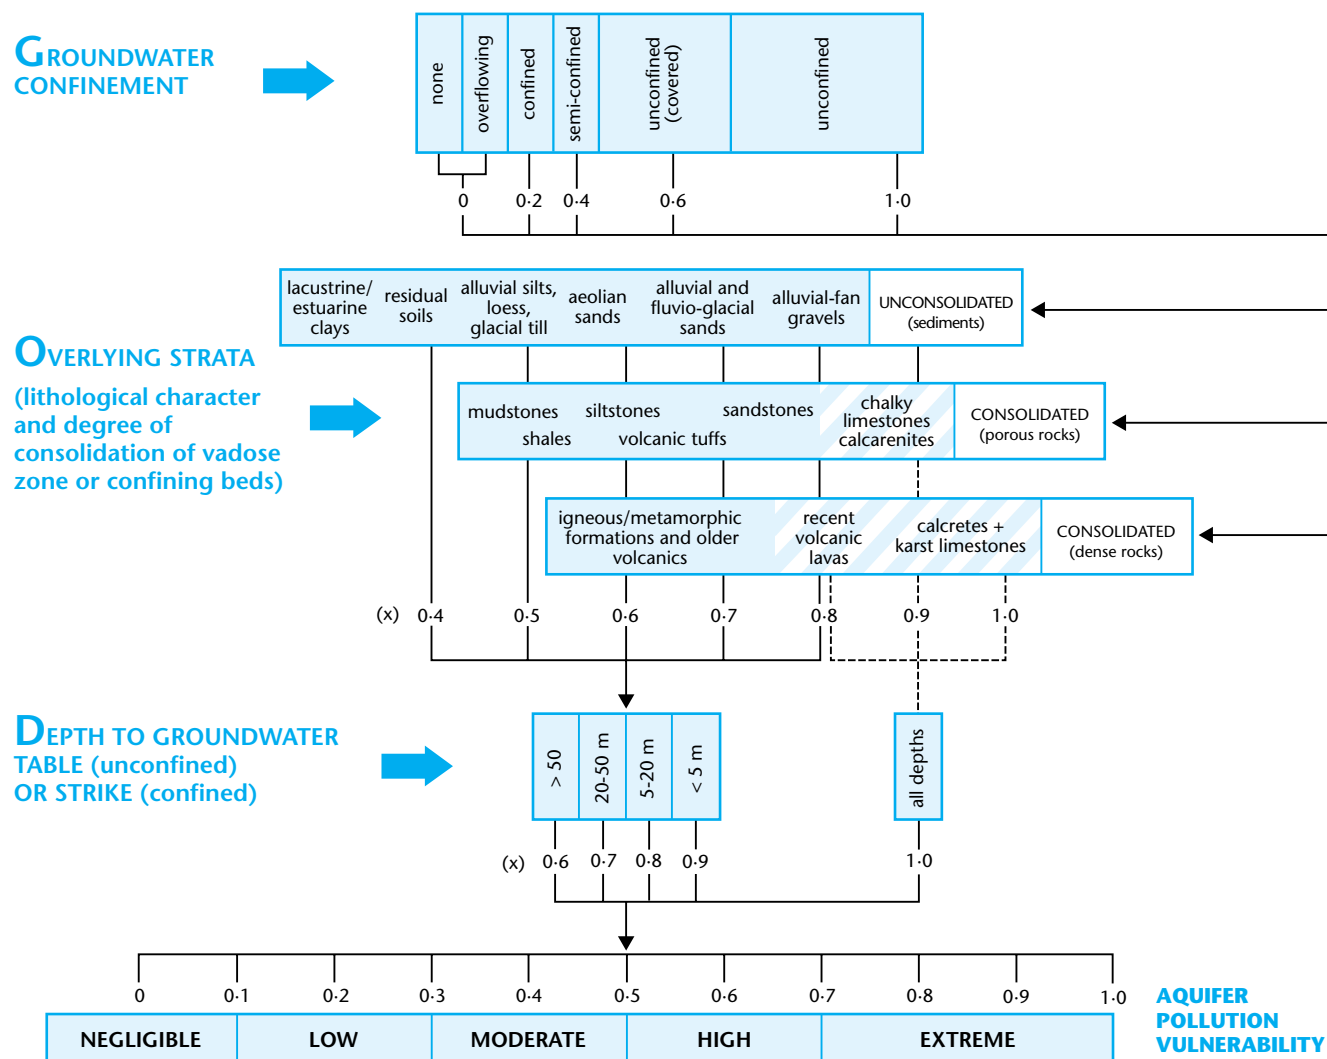 GROUNDWATER
CONFINEMENT
none
overflowing
confined
semi-confined
unconfined
(covered)
unconfined
0
0·2
0·4
0·6
1·0
OVERLYING STRATA
(lithological character
and degree of
consolidation of vadose
zone or confining beds)
lacustrine/
estuarine
clays
residual
soils
alluvial silts,
loess,
glacial till
aeolian
sands
alluvial and
fluvio-glacial
sands
alluvial-fan
gravels
UNCONSOLIDATED
(sediments)
mudstones
shales
siltstones
volcanic tuffs
sandstones
chalky
limestones
calcarenites
CONSOLIDATED
(porous rocks)
igneous/metamorphic
formations and older
volcanics
recent
volcanic
lavas
calcretes +
karst limestones
CONSOLIDATED
(dense rocks)
(x) 0·4 0·5 0·6 0·7 0·8 0·9 1·0
DEPTH TO GROUNDWATER
TABLE (unconfined)
OR STRIKE (confined)
> 50
20-50 m
5-20 m
< 5 m
all depths
(x) 0·6 0·7 0·8 0·9 1·0
0 0·1 0·2 0·3 0·4 0·5 0·6 0·7 0·8 0·9 1·0
NEGLIGIBLE LOW MODERATE HIGH EXTREME
AQUIFER
POLLUTION
VULNERABILITY